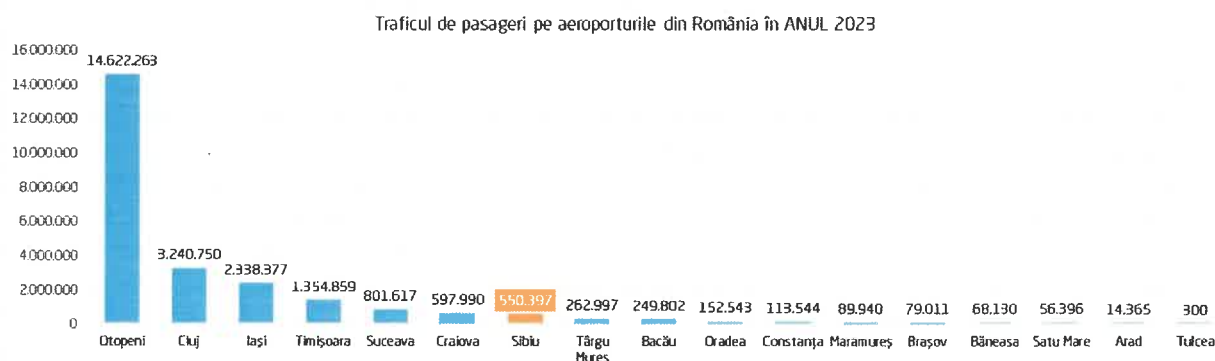 Traficul de pasageri pe aeroporturile din România în ANUL 2023
16.000.000
14.000.000
12.000.000
10.000.000
8.000.000
6.000.000
4.000.000
2.000.000
0
14.622.263
3.240.750
2.338.377
1.354.859
801.617
597.990
550.397
262.997
249.802
152.543
113.544
89.940
79.011
68.130
56.396
14.365
300
Otopeni
Cluj
Iași
Timișoara
Suceava
Craiova
Sibiu
Târgu
Mureș
Bacău
Oradea
Constanța
Maramureș
Brașov
Băneasa
Satu Mare
Arad
Tulcea